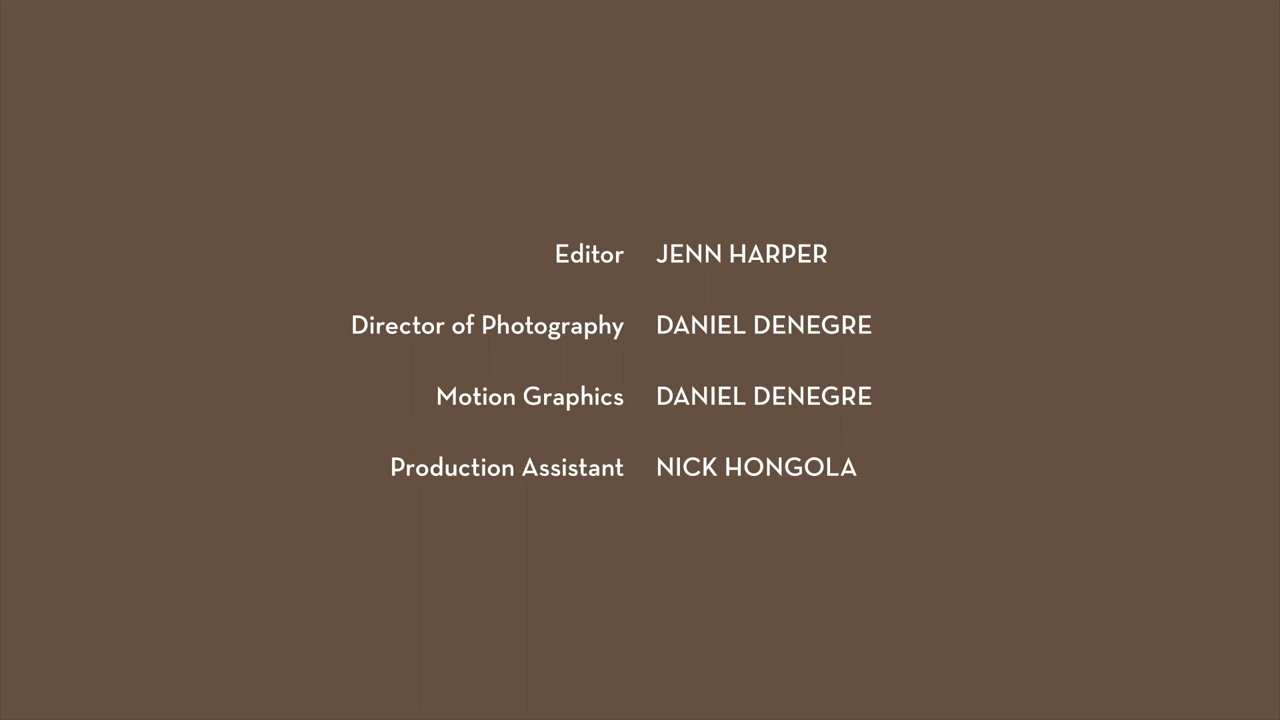 Editor JENN HARPER
Director of Photography DANIEL DENEGRE
Motion Graphics DANIEL DENEGRE
Production Assistant NICK HONGOLA